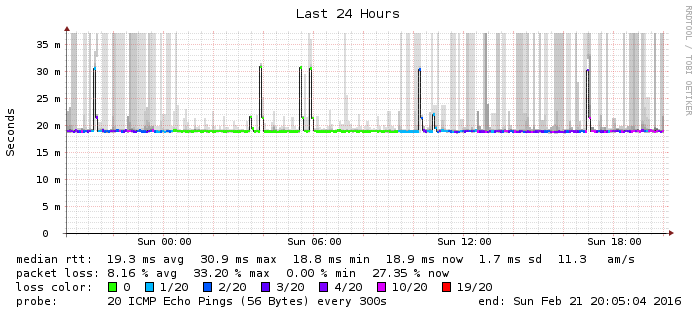 Last 24 Hours
RRDTOOL / TOBI OETIKER
Seconds
35 m
30 m
25 m
20 m
15 m
10 m
5 m
0
Sun 00:00 Sun 06:00 Sun 12:00 Sun 18:00
median rtt: 19.3 ms avg 30.9 ms max 18.8 ms min 18.9 ms now 1.7 ms sd 11.3 am/s
packet loss: 8.16 % avg 33.20 % max 0.00 % min 27.35 % now
loss color: 0 1/20 2/20 3/20 4/20 10/20 19/20
probe: 20 ICMP Echo Pings (56 Bytes) every 300s end: Sun Feb 21 20:05:04 2016